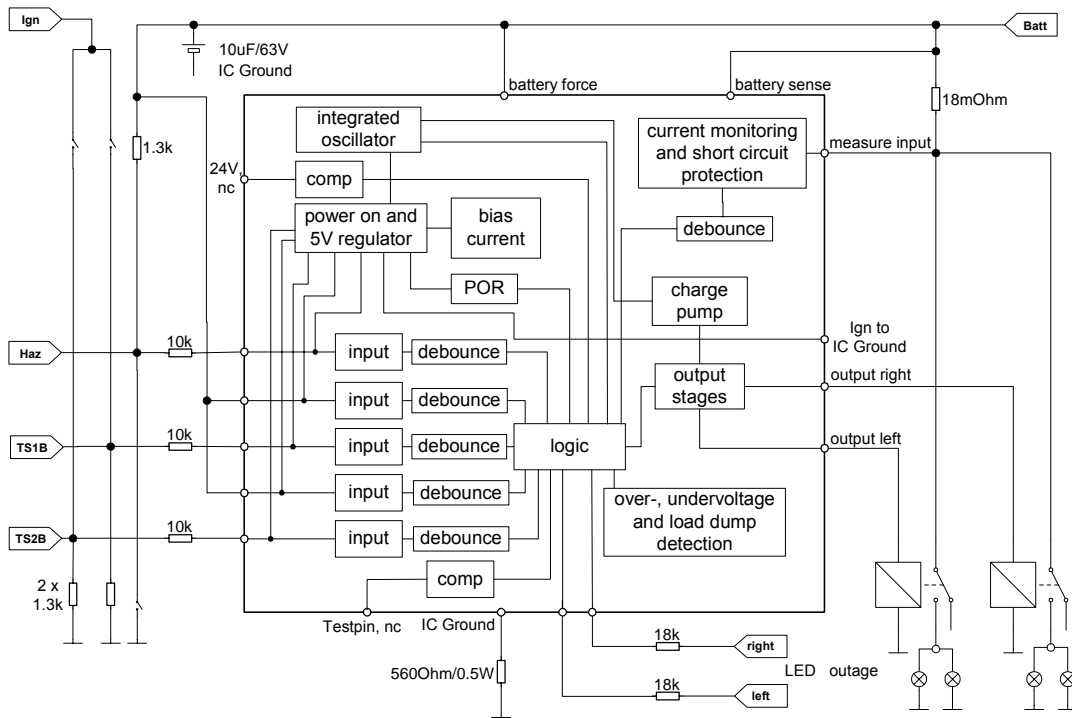 Ign
Batt
10uF/63V
IC Ground
battery force
battery sense
18mOhm
integrated
oscillator
current monitoring
and short circuit
protection
measure input
1.3k
24V,
nc
comp
power on and
5V regulator
bias
current
debounce
POR
charge
pump
Ign to
IC Ground
Haz
10k
input
debounce
output
stages
output right
input
debounce
TS1B
10k
input
debounce
logic
output left
input
debounce
over-, undervoltage
and load dump
detection
TS2B
10k
input
debounce
2 x
1.3k
comp
Testpin, nc
IC Ground
18k
right
560Ohm/0.5W
LED outage
18k
left